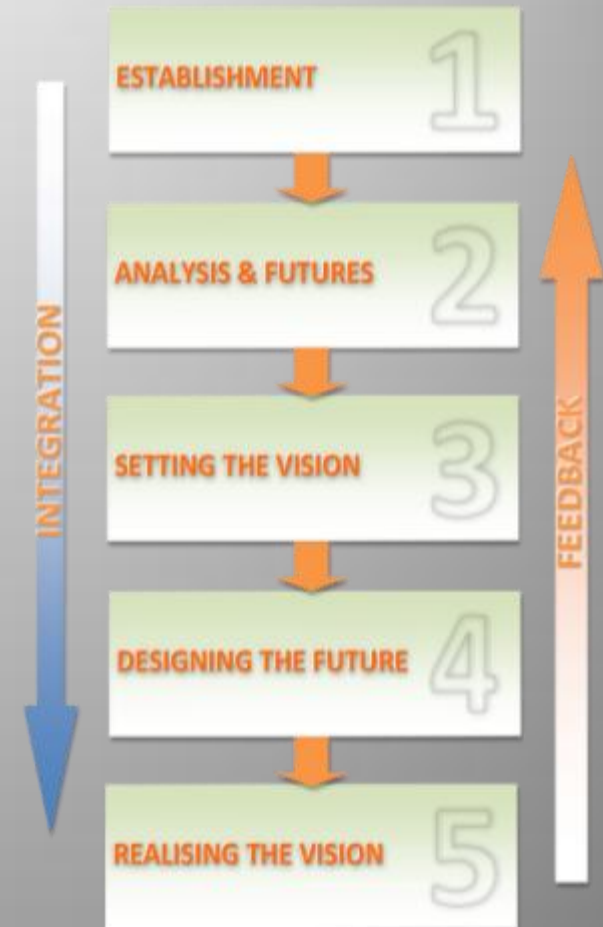 ESTABLISHMENT 1
ANALYSIS & FUTURES 2
SETTING THE VISION 3
DESIGNING THE FUTURE 4
REALISING THE VISION 5
INTEGRATION
FEEDBACK